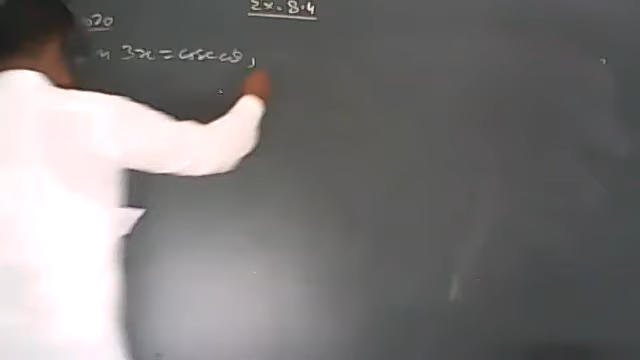 Ex. 8.4
3x = cosecθ,